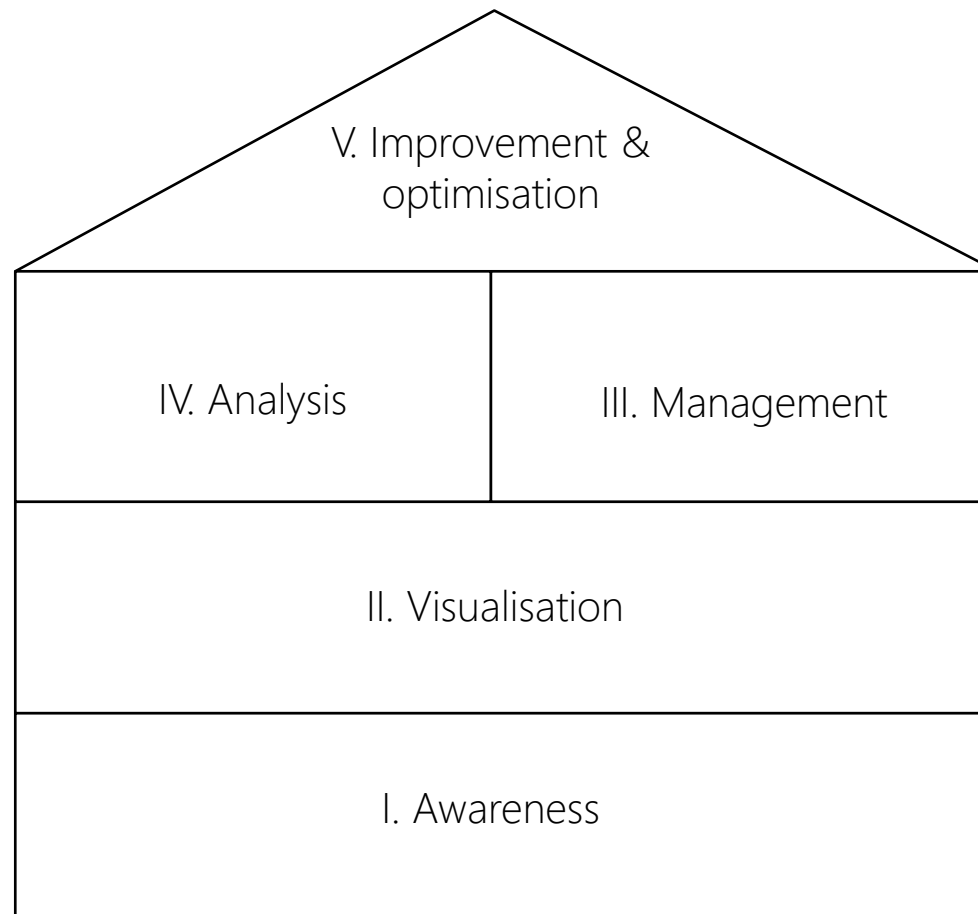 V. Improvement &
optimisation
IV. Analysis
III. Management
II. Visualisation
I. Awareness